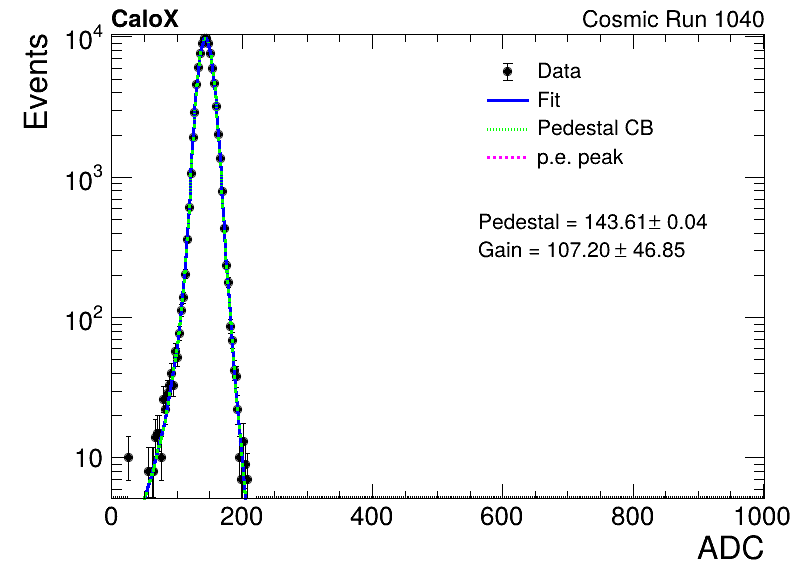 CaloX
Cosmic Run 1040
Events
10^4
10^3
10^2
10
Data
Fit
Pedestal CB
p.e. peak
Pedestal = 143.61± 0.04
Gain = 107.20 ± 46.85
0 200 400 600 800 1000
ADC